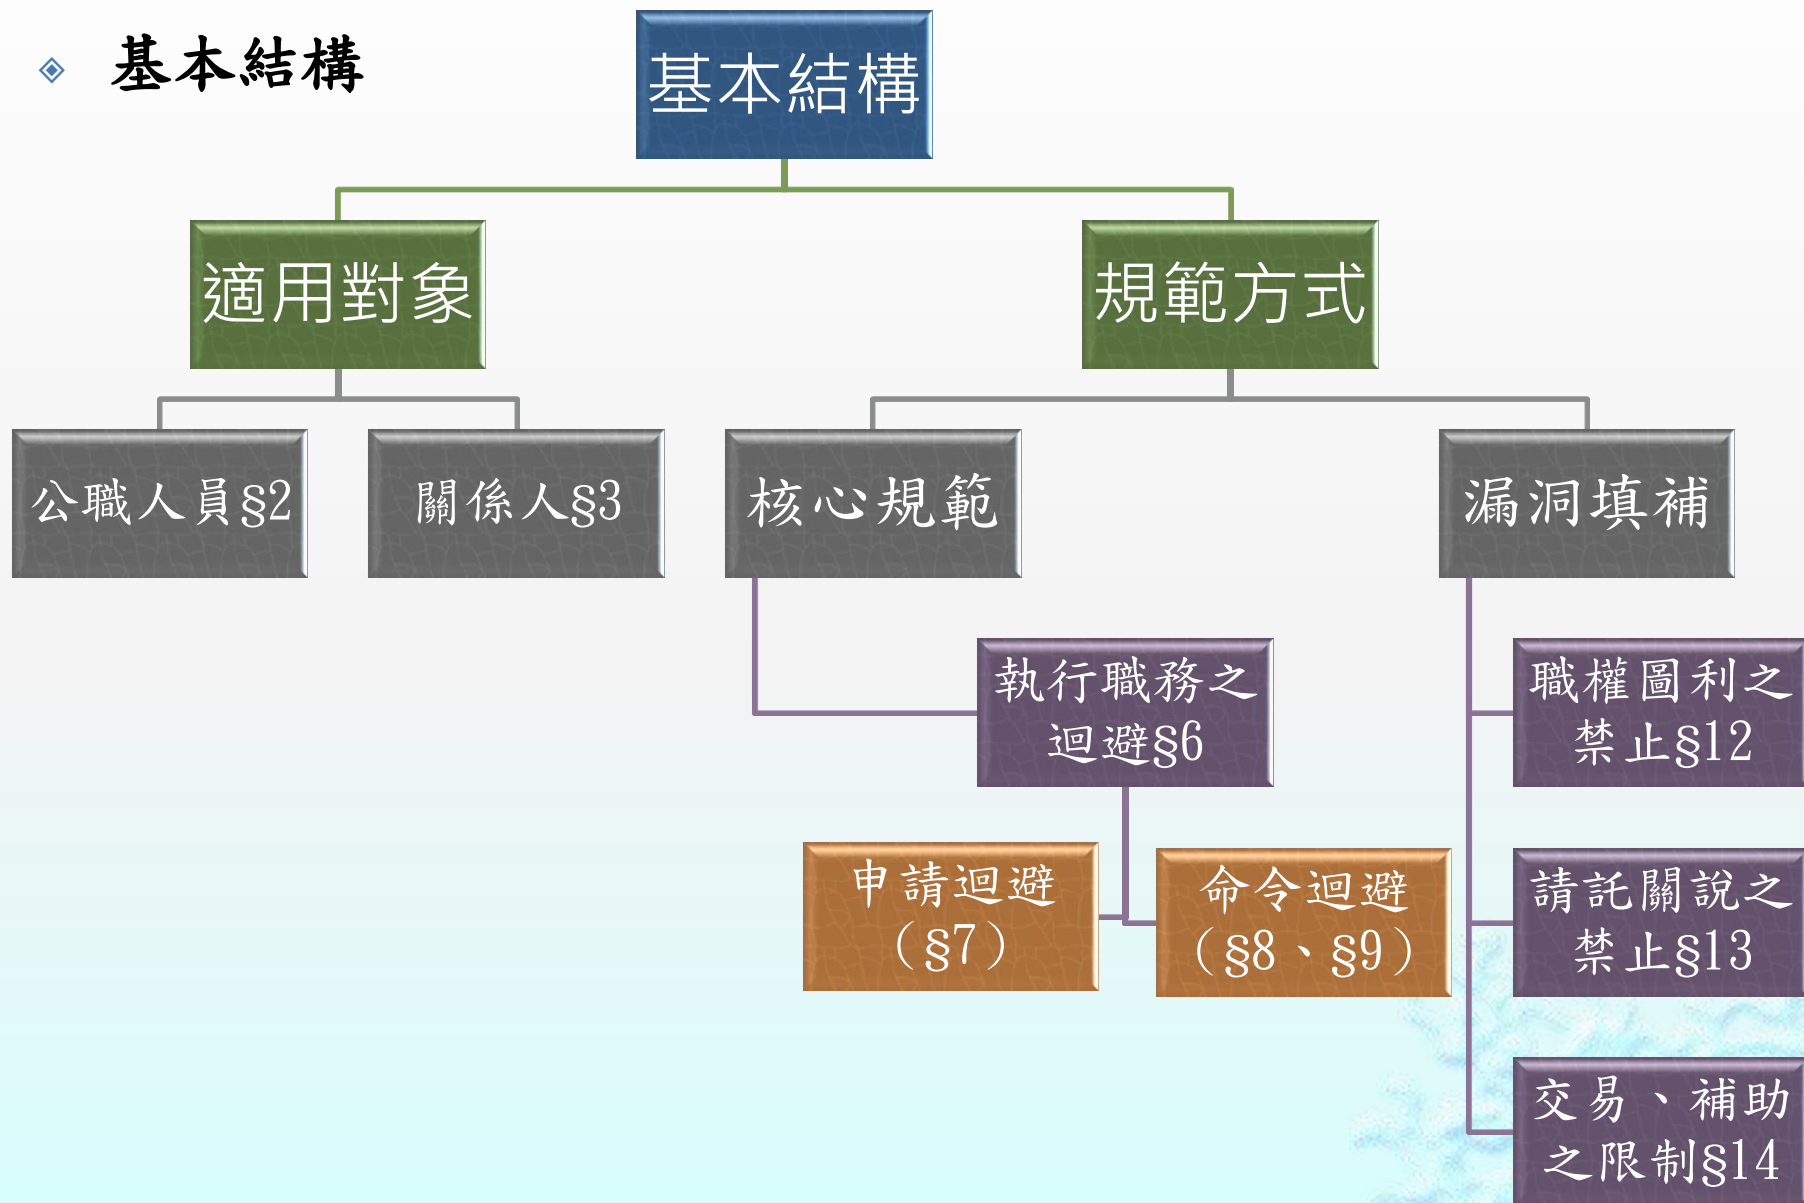 基本結構
基本結構
適用對象
規範方式
公職人員§2
關係人§3
核心規範
漏洞填補
執行職務之
迴避§6
職權圖利之
禁止§12
申請迴避
（§7）
命令迴避
（§8、§9）
請託關說之
禁止§13
交易、補助
之限制§14